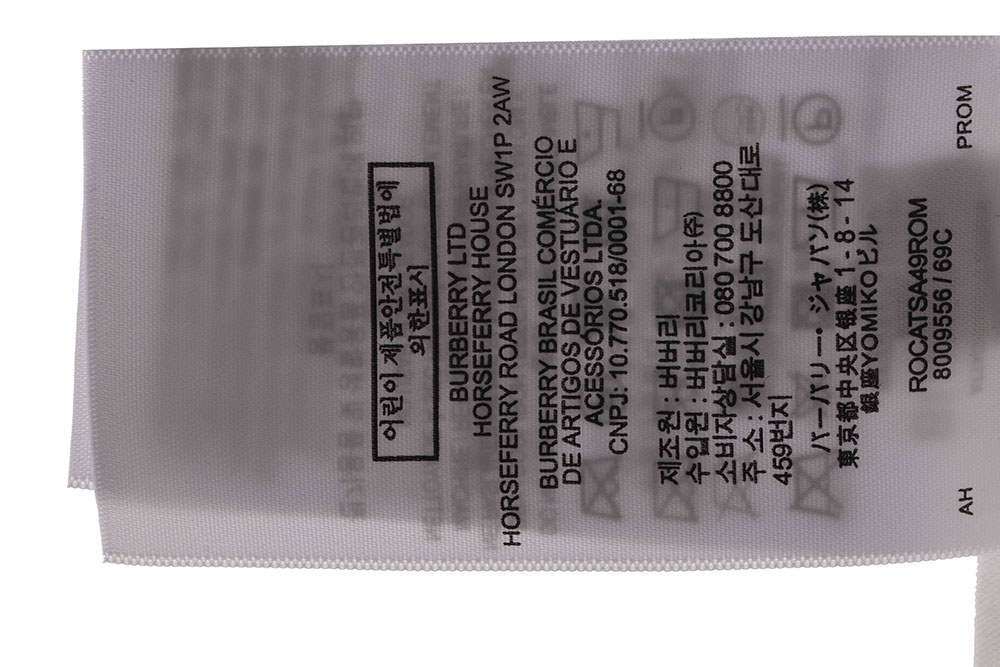 어린이 제품안전특별법에
의한표시
BURBERRY LTD
HORSEFERRY HOUSE
HORSEFERRY ROAD LONDON SW1P 2AW
BURBERRY BRASIL COMÉRCIO
DE ARTIGOS DE VESTUÁRIO E
ACESSÓRIOS LTDA.
CNPJ: 10.770.518/0001-68
제조원 : 버버리
수입원 : 버버리코리아(주)
소비자상담실 : 080 700 8800
주 소 : 서울시 강남구 도산대로
459번지
バーバリー・ジャパン(株)
東京都中央区銀座 1 - 8 - 14
銀座YOMIKOビル
ROCATSA49ROM
8009556 / 69C
AH PROM